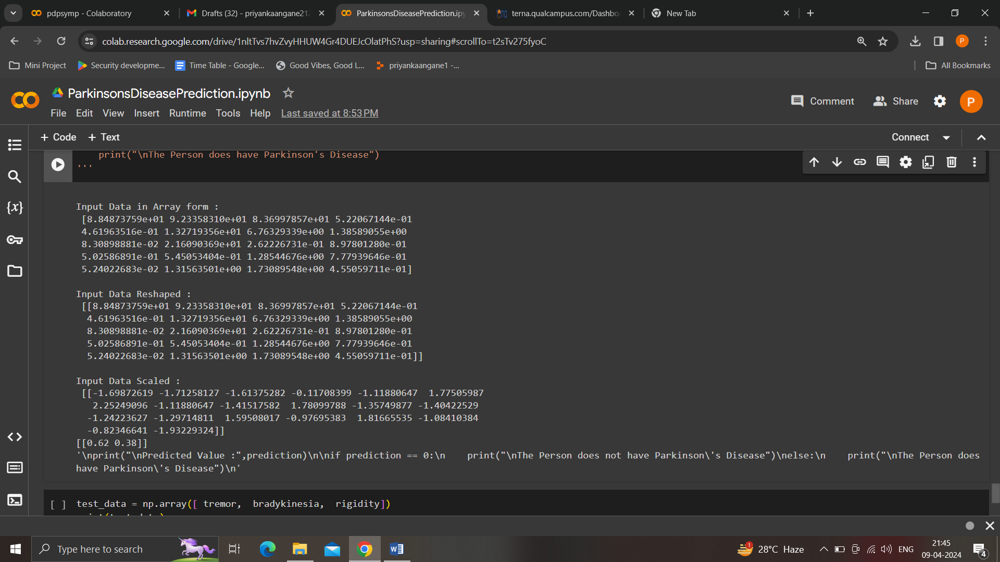 pdpsymp - Colaboratory
Drafts (32) - priyankaangane212
ParkinsonsDiseasePrediction.ipy
terna.qualcampus.com/Dashbo
New Tab
colab.research.google.com/drive/1nltTvs7hvZvyHHUW4Gr4DUEJcOlatPhS?usp=sharing#scrollTo=t2sTv275fyoC
P
Mini Project
Security developme...
Time Table - Google...
Good Vibes, Good L...
priyankaangane1 -...
All Bookmarks
ParkinsonsDiseasePrediction.ipynb
Comment
Share
P
File Edit View Insert Runtime Tools Help Last saved at 8:53 PM
+ Code + Text
Connect
print("\nThe Person does have Parkinson's Disease")
'''
{x}
Input Data in Array form :
[8.84873759e+01 9.23358310e+01 8.36997857e+01 5.22067144e-01
4.61963516e-01 1.32719356e+01 6.76329339e+00 1.38589055e+00
8.30898881e-02 2.16090369e+01 2.62226731e-01 8.97801280e-01
5.02586891e-01 5.45053404e-01 1.28544676e+00 7.77939646e-01
5.24022683e-02 1.31563501e+00 1.73089548e+00 4.55059711e-01]
Input Data Reshaped :
[[8.84873759e+01 9.23358310e+01 8.36997857e+01 5.22067144e-01
4.61963516e-01 1.32719356e+01 6.76329339e+00 1.38589055e+00
8.30898881e-02 2.16090369e+01 2.62226731e-01 8.97801280e-01
5.02586891e-01 5.45053404e-01 1.28544676e+00 7.77939646e-01
5.24022683e-02 1.31563501e+00 1.73089548e+00 4.55059711e-01]]
Input Data Scaled :
[[-1.69872619 -1.71258127 -1.61375282 -0.11708399 -1.11880647 1.77505987
2.25249096 -1.11880647 -1.41517582 1.78099788 -1.35749877 -1.40422529
-1.24223627 -1.29714811 1.59508017 -0.97695383 1.81665535 -1.08410384
-0.82346641 -1.93229324]]
[[0.62 0.38]]
'\nprint("\nPredicted Value :",prediction)\n\nif prediction == 0:\n    print("\nThe Person does not have Parkinson\'s Disease")\nelse:\n    print("\nThe Person does
have Parkinson\'s Disease")\n'
[ ] test_data = np.array([ tremor, bradykinesia, rigidity])
Type here to search
1
28°C Haze
ENG
21:45
09-04-2024
4